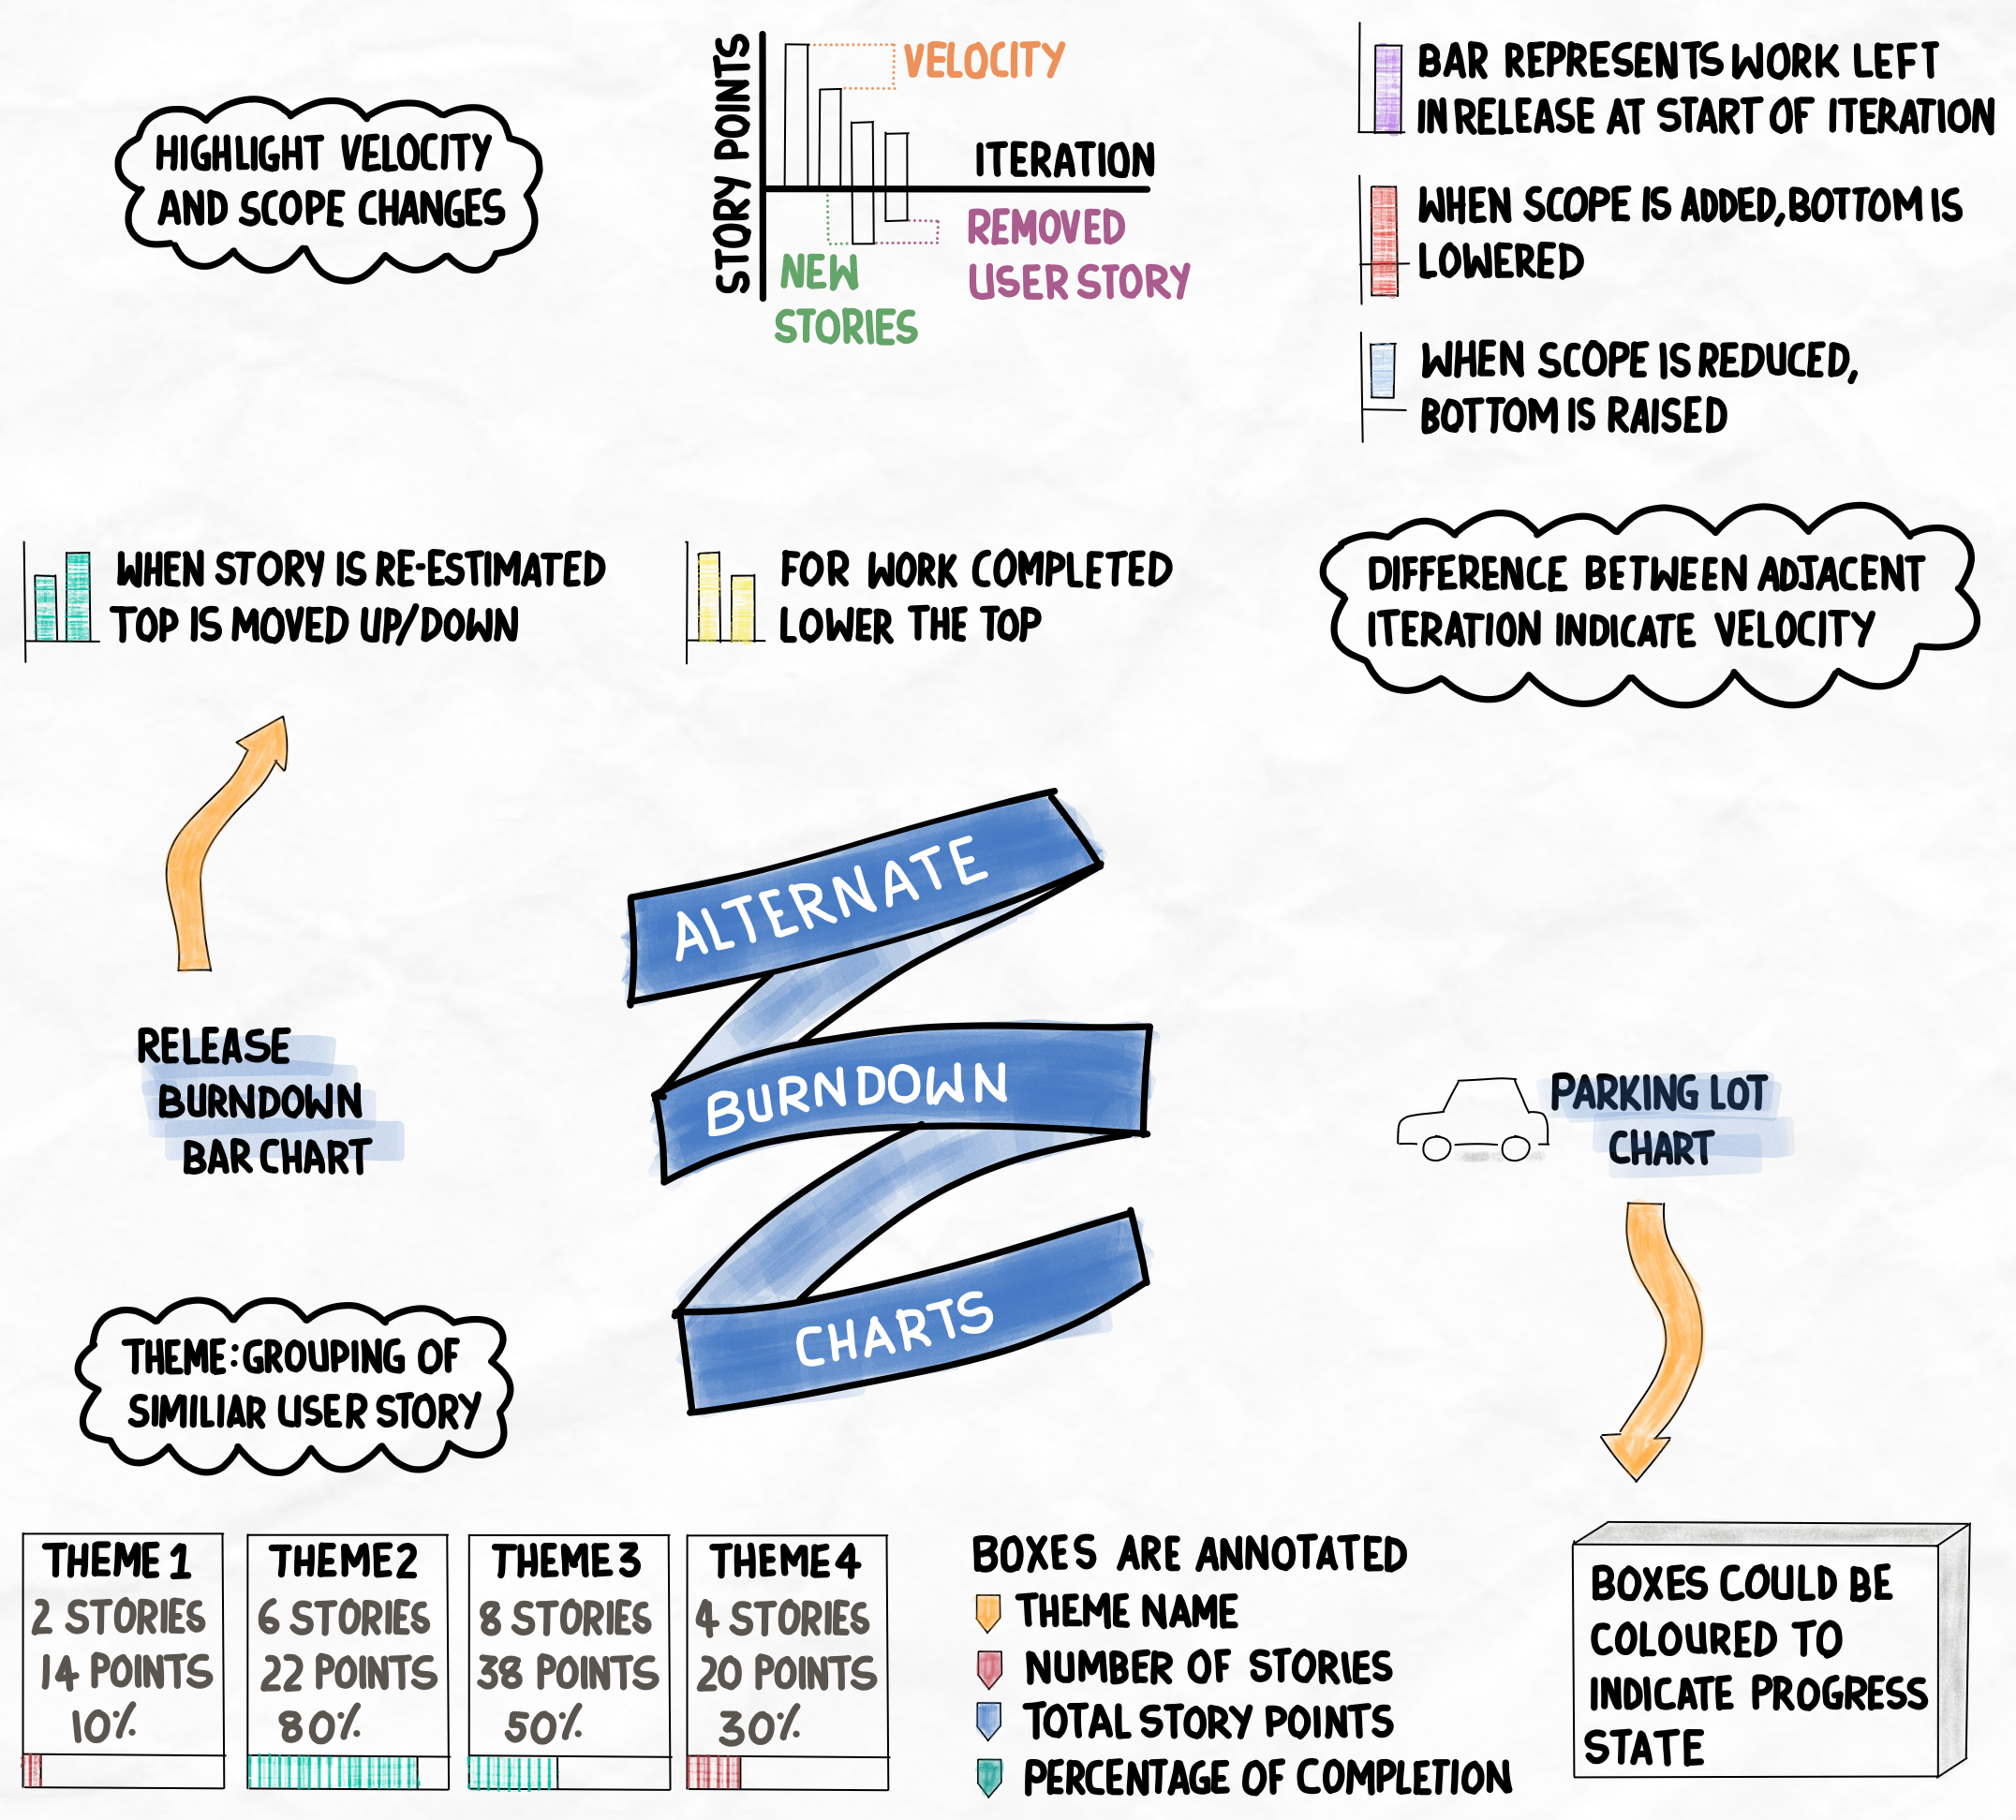 HIGHLIGHT VELOCITY
AND SCOPE CHANGES
STORY POINTS
VELOCITY
ITERATION
REMOVED
USER STORY
NEW
STORIES
BAR REPRESENTS WORK LEFT
IN RELEASE AT START OF ITERATION
WHEN SCOPE IS ADDED, BOTTOM IS
LOWERED
WHEN SCOPE IS REDUCED,
BOTTOM IS RAISED
WHEN STORY IS RE-ESTIMATED
TOP IS MOVED UP/DOWN
FOR WORK COMPLETED
LOWER THE TOP
DIFFERENCE BETWEEN ADJACENT
ITERATION INDICATE VELOCITY
ALTERNATE
BURNDOWN
CHARTS
RELEASE
BURNDOWN
BAR CHART
PARKING LOT
CHART
THEME: GROUPING OF
SIMILIAR USER STORY
THEME 1
2 STORIES
14 POINTS
10%
THEME 2
6 STORIES
22 POINTS
80%
THEME 3
8 STORIES
38 POINTS
50%
THEME 4
4 STORIES
20 POINTS
30%
BOXES ARE ANNOTATED
THEME NAME
NUMBER OF STORIES
TOTAL STORY POINTS
PERCENTAGE OF COMPLETION
BOXES COULD BE
COLOURED TO
INDICATE PROGRESS
STATE